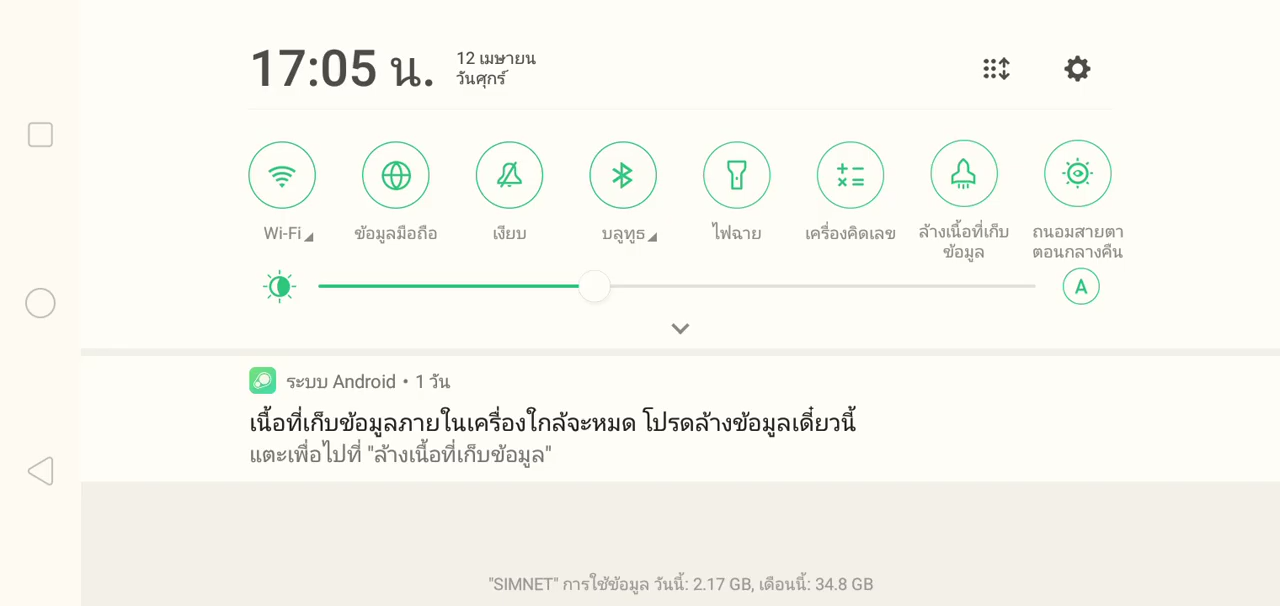 17:05 น.
12 เมษายน
วันศุกร์
Wi-Fi
ข้อมูลมือถือ
เงียบ
บลูทูธ
ไฟฉาย
เครื่องคิดเลข
ล้างเนื้อที่เก็บ
ข้อมูล
ถนอมสายตา
ตอนกลางคืน
A
ระบบ Android • 1 วัน
เนื้อที่เก็บข้อมูลภายในเครื่องใกล้จะหมด โปรดล้างข้อมูลเดี๋ยวนี้
แตะเพื่อไปที่ "ล้างเนื้อที่เก็บข้อมูล"
"SIMNET" การใช้ข้อมูล วันนี้: 2.17 GB, เดือนนี้: 34.8 GB